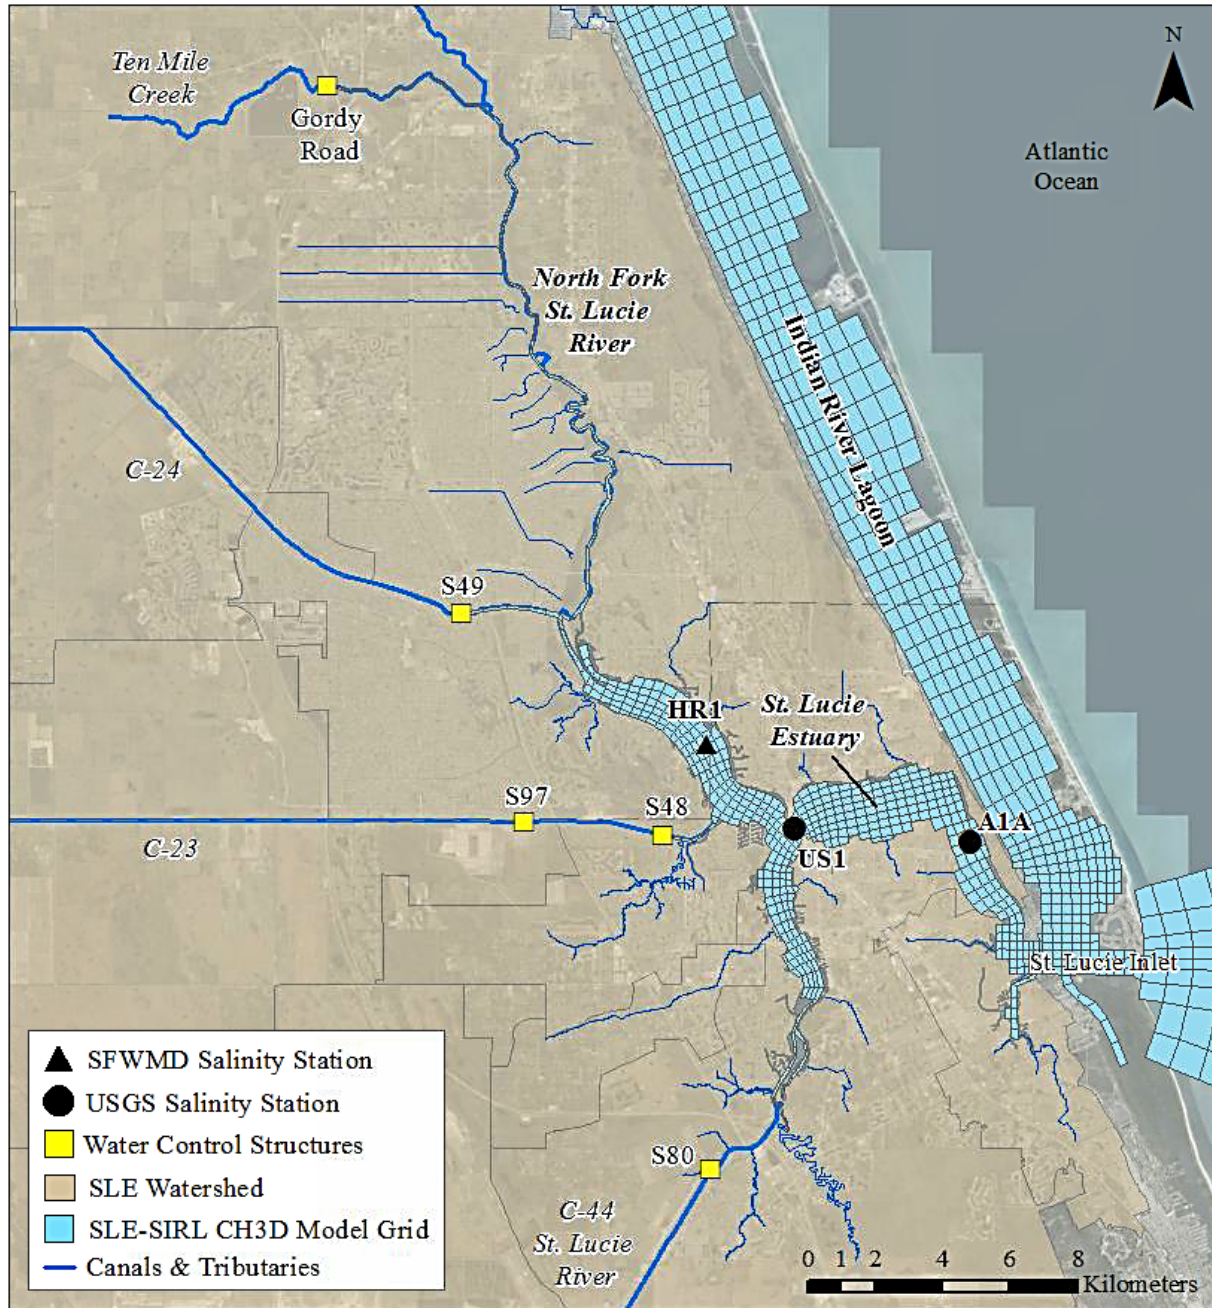 N
Ten Mile
Creek
Gordy
Road
Atlantic
Ocean
North Fork
St. Lucie
River
Indian River Lagoon
C-24
S49
HR1
St. Lucie
Estuary
S97
S48
A1A
C-23
US1
St. Lucie Inlet
SFWMD Salinity Station
USGS Salinity Station
Water Control Structures
SLE Watershed
SLE-SIRL CH3D Model Grid
Canals & Tributaries
S80
C-44
St. Lucie
River
0 1 2 4 6 8
Kilometers